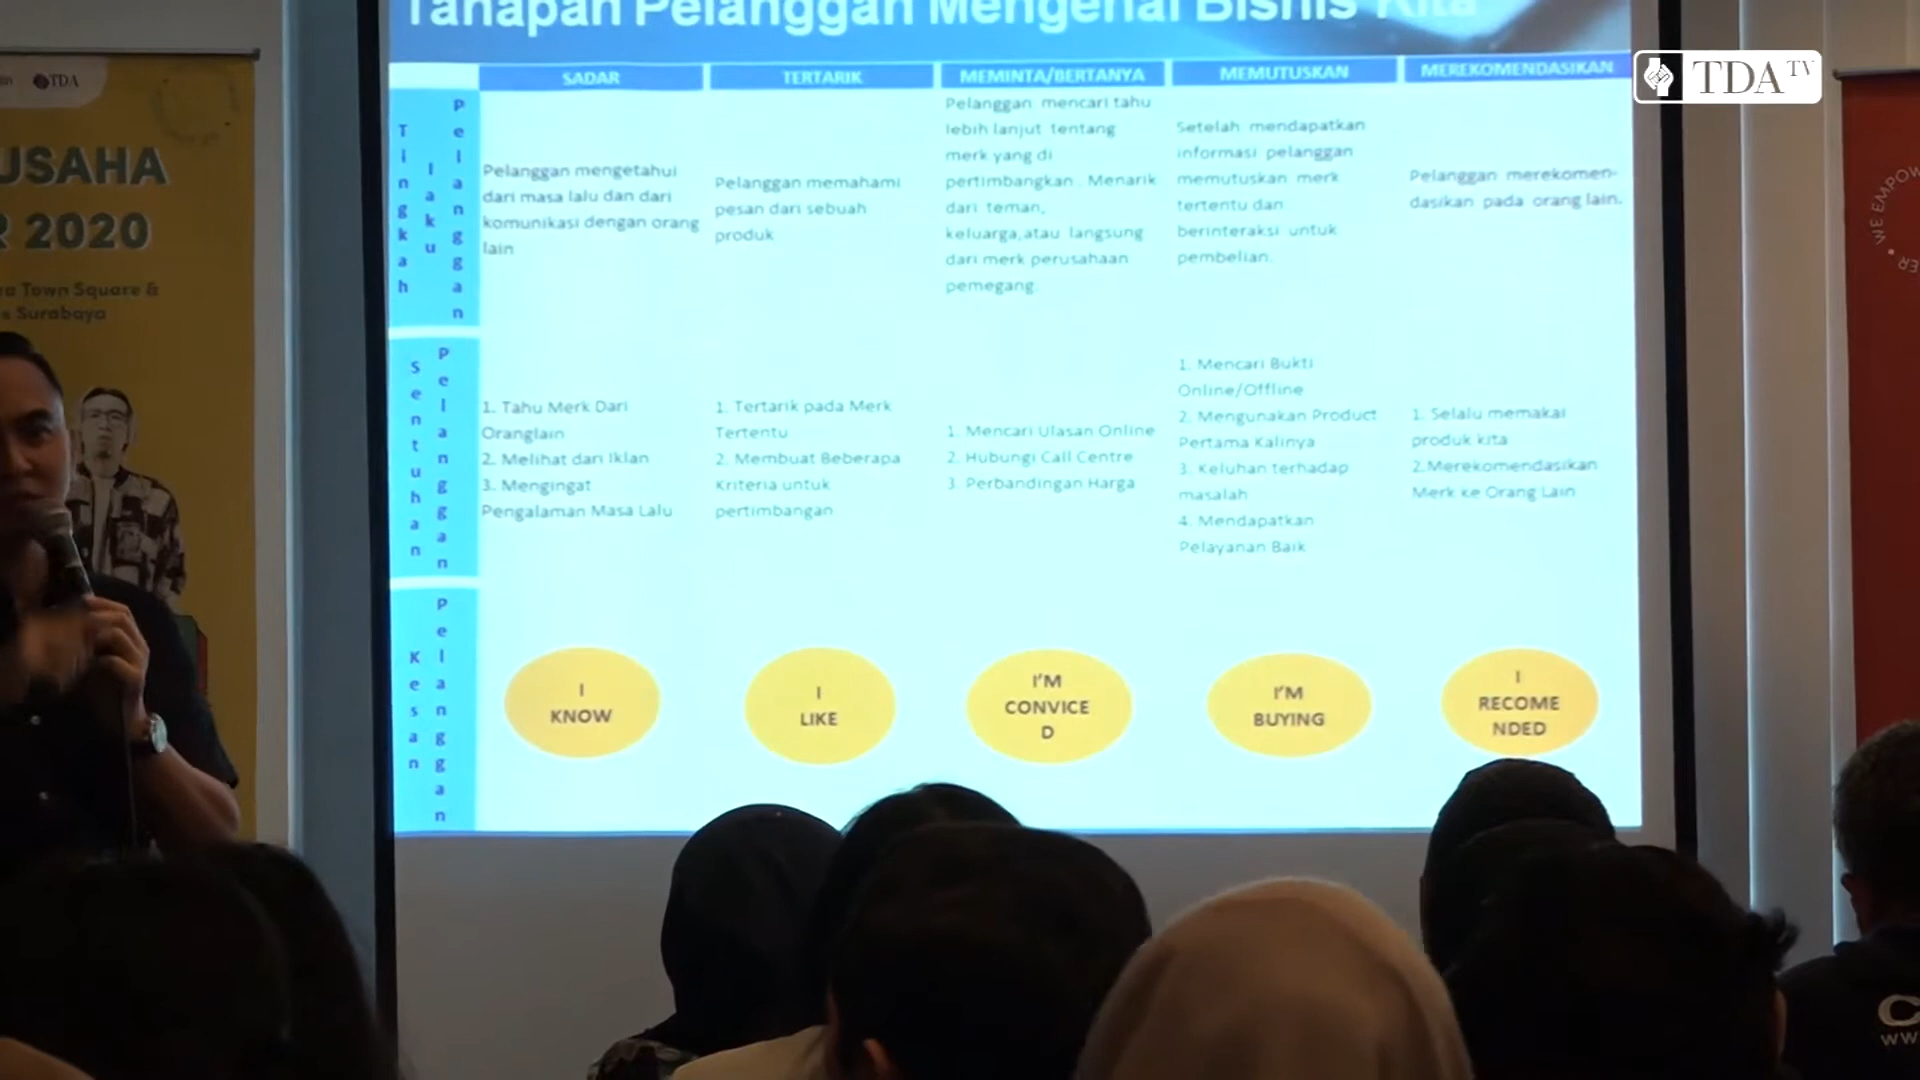 Tahapan Pelanggan Mengenal Bisnis Kita
TDA TV
TDA
USAHA
R 2020
Town Square &
Surabaya
WE EMPOW
SADAR
TERTARIK
MEMINTA/BERTANYA
MEMUTUSKAN
MEREKOMENDASIKAN
Tingkah
laku
Pelanggan
Pelanggan mengetahui
dari masa lalu dan dari
komunikasi dengan orang
lain
Pelanggan memahami
pesan dari sebuah
produk
Pelanggan mencari tahu
lebih lanjut tentang
merk yang di
pertimbangkan. Menarik
dari teman,
keluarga,atau langsung
dari merk perusahaan
pemegang.
Setelah mendapatkan
informasi pelanggan
memutuskan merk
tertentu dan
berinteraksi untuk
pembelian.
Pelanggan merekomen-
dasikan pada orang lain.
Sentuhan
Pelanggan
1. Tahu Merk Dari
Oranglain
2. Melihat dari Iklan
3. Mengingat
Pengalaman Masa Lalu
1. Tertarik pada Merk
Tertentu
2. Membuat Beberapa
Kriteria untuk
pertimbangan
1. Mencari Ulasan Online
2. Hubungi Call Centre
3. Perbandingan Harga
1. Mencari Bukti
Online/Offline
2. Mengunakan Product
Pertama Kalinya
3. Keluhan terhadap
masalah
4. Mendapatkan
Pelayanan Baik
1. Selalu memakai
produk kita
2.Merekomendasikan
Merk ke Orang Lain
Kesan
Pelanggan
I
KNOW
I
LIKE
I'M
CONVICE
D
I'M
BUYING
I
RECOME
NDED